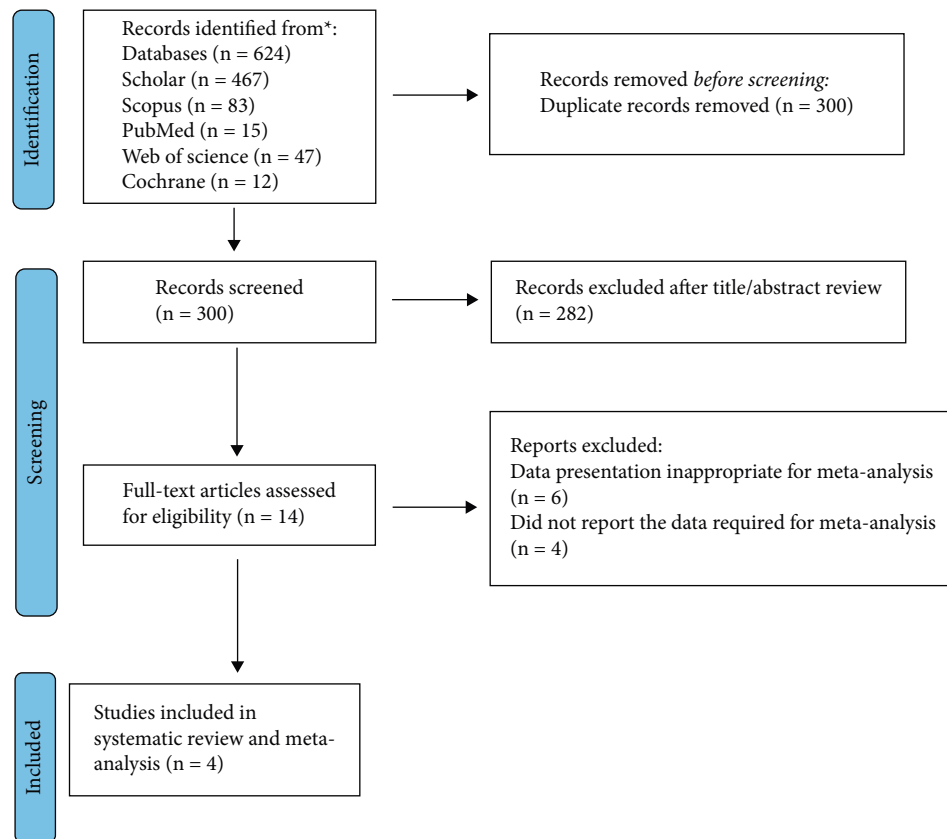 Identification
Records identified from*:
Databases (n = 624)
Scholar (n = 467)
Scopus (n = 83)
PubMed (n = 15)
Web of science (n = 47)
Cochrane (n = 12)
Records removed before screening:
Duplicate records removed (n = 300)
Screening
Records screened
(n = 300)
Records excluded after title/abstract review
(n = 282)
Full-text articles assessed
for eligibility (n = 14)
Reports excluded:
Data presentation inappropriate for meta-analysis
(n = 6)
Did not report the data required for meta-analysis
(n = 4)
Included
Studies included in
systematic review and meta-
analysis (n = 4)